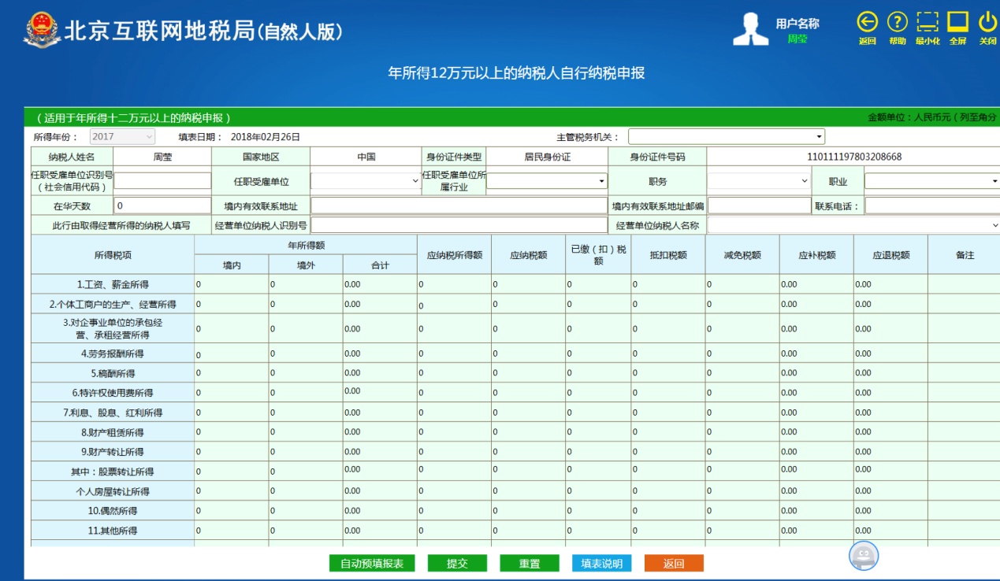 北京互联网地税局(自然人版)
用户名称
周莹
返回 帮助 最小化 全屏 关闭
年所得12万元以上的纳税人自行纳税申报
(适用于年所得十二万元以上的纳税申报) 金额单位：人民币元(列至角分
所得年份： 2017 填表日期： 2018年02月26日 主管税务机关：
纳税人姓名 周莹 国家地区 中国 身份证件类型 居民身份证 身份证件号码 110111197803208668
任职受雇单位识别号
(社会信用代码) 任职受雇单位 任职受雇单位所
属行业 职务 职业
在华天数 0 境内有效联系地址 境内有效联系地址邮编 联系电话：
此行由取得经营所得的纳税人填写 经营单位纳税人识别号 经营单位纳税人名称
所得税项 年所得额 应纳税所得额 应纳税额 已缴(扣)税
额 抵扣税额 减免税额 应补税额 应退税额 备注
境内 境外 合计
1.工资、薪金所得 0 0 0.00 0 0 0 0 0 0.00 0.00
2.个体工商户的生产、经营所得 0 0 0.00 0 0 0 0 0 0.00 0.00
3.对企事业单位的承包经
营、承租经营所得 0 0 0.00 0 0 0 0 0 0.00 0.00
4.劳务报酬所得 0 0 0.00 0 0 0 0 0 0.00 0.00
5.稿酬所得 0 0 0.00 0 0 0 0 0 0.00 0.00
6.特许权使用费所得 0 0 0.00 0 0 0 0 0 0.00 0.00
7.利息、股息、红利所得 0 0 0.00 0 0 0 0 0 0.00 0.00
8.财产租赁所得 0 0 0.00 0 0 0 0 0 0.00 0.00
9.财产转让所得 0 0 0.00 0 0 0 0 0 0.00 0.00
其中：股票转让所得 0 0 0.00 0 0 0 0 0 0.00 0.00
个人房屋转让所得 0 0 0.00 0 0 0 0 0 0.00 0.00
10.偶然所得 0 0 0.00 0 0 0 0 0 0.00 0.00
11.其他所得 0 0 0.00 0 0 0 0 0 0.00 0.00
自动预填报表 提交 重置 填表说明 返回